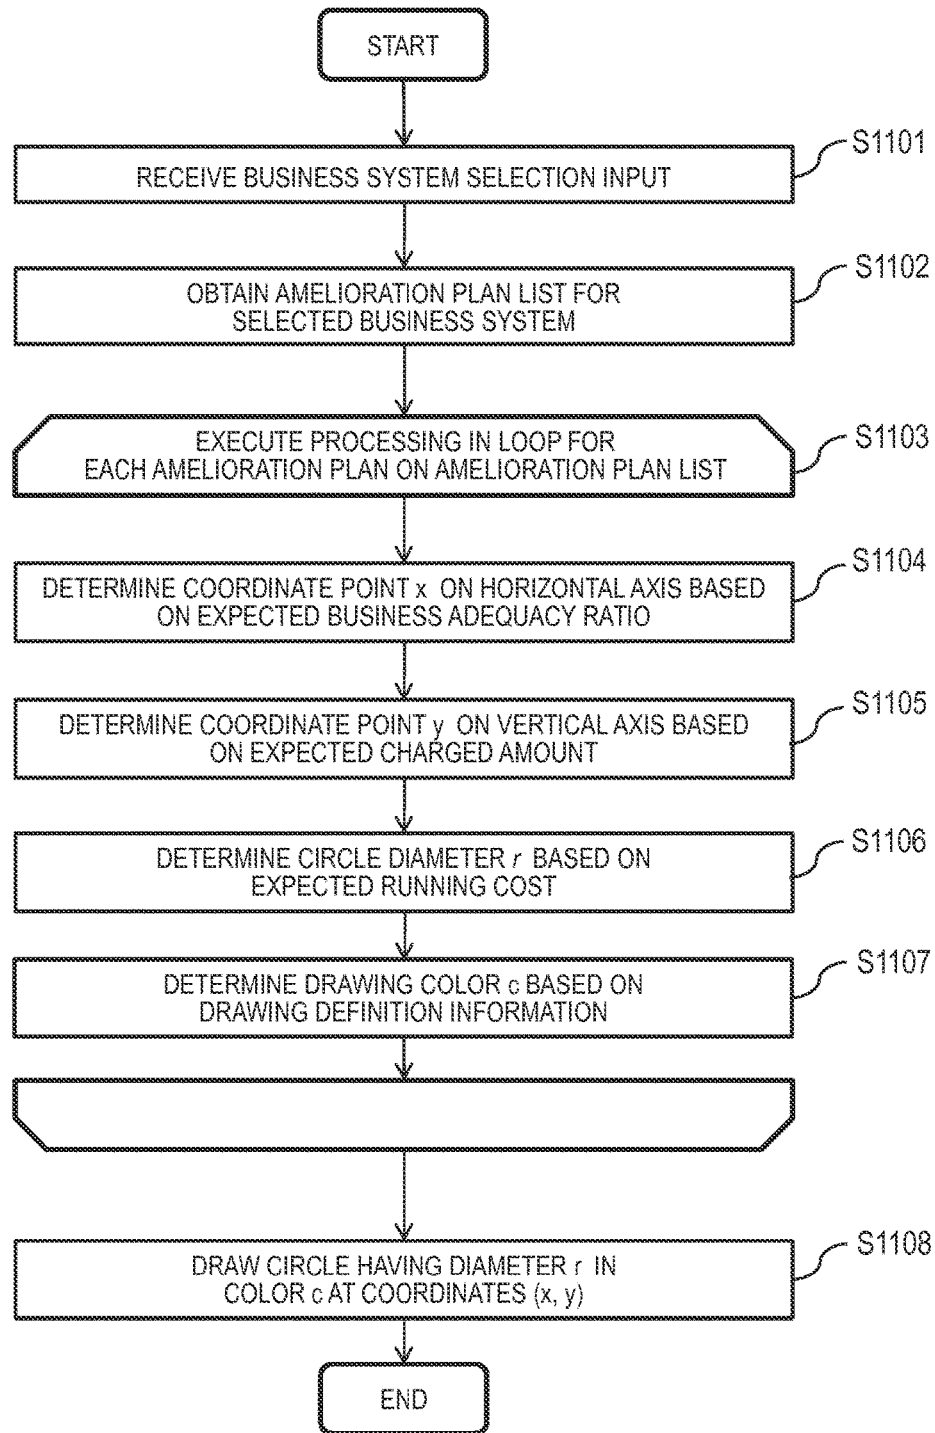 START
RECEIVE BUSINESS SYSTEM SELECTION INPUT
S1101
OBTAIN AMELIORATION PLAN LIST FOR
SELECTED BUSINESS SYSTEM
S1102
EXECUTE PROCESSING IN LOOP FOR
EACH AMELIORATION PLAN ON AMELIORATION PLAN LIST
S1103
DETERMINE COORDINATE POINT x ON HORIZONTAL AXIS BASED
ON EXPECTED BUSINESS ADEQUACY RATIO
S1104
DETERMINE COORDINATE POINT y ON VERTICAL AXIS BASED
ON EXPECTED CHARGED AMOUNT
S1105
DETERMINE CIRCLE DIAMETER r BASED ON
EXPECTED RUNNING COST
S1106
DETERMINE DRAWING COLOR c BASED ON
DRAWING DEFINITION INFORMATION
S1107
DRAW CIRCLE HAVING DIAMETER r IN
COLOR c AT COORDINATES (x, y)
S1108
END